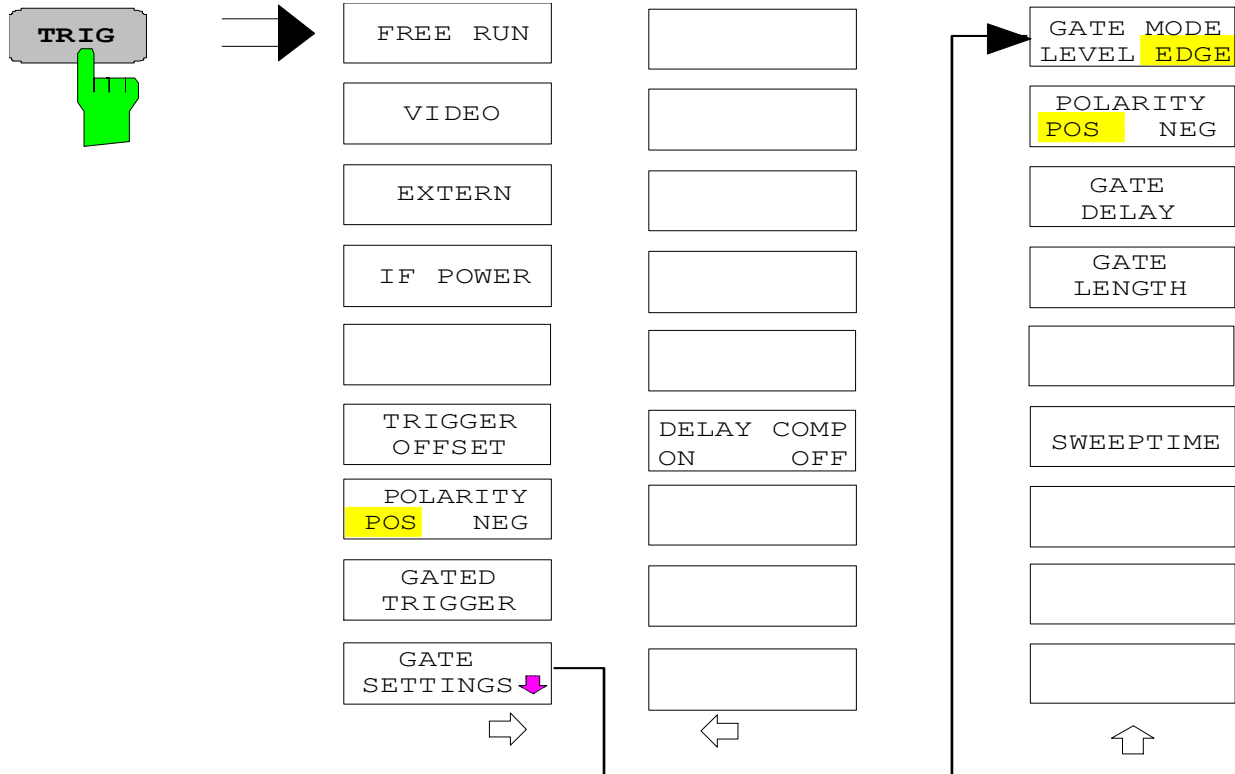 TRIG
FREE RUN
VIDEO
EXTERN
IF POWER
TRIGGER
OFFSET
POLARITY
POS NEG
GATED
TRIGGER
GATE
SETTINGS
DELAY COMP
ON OFF
GATE MODE
LEVEL EDGE
POLARITY
POS NEG
GATE
DELAY
GATE
LENGTH
SWEEPTIME